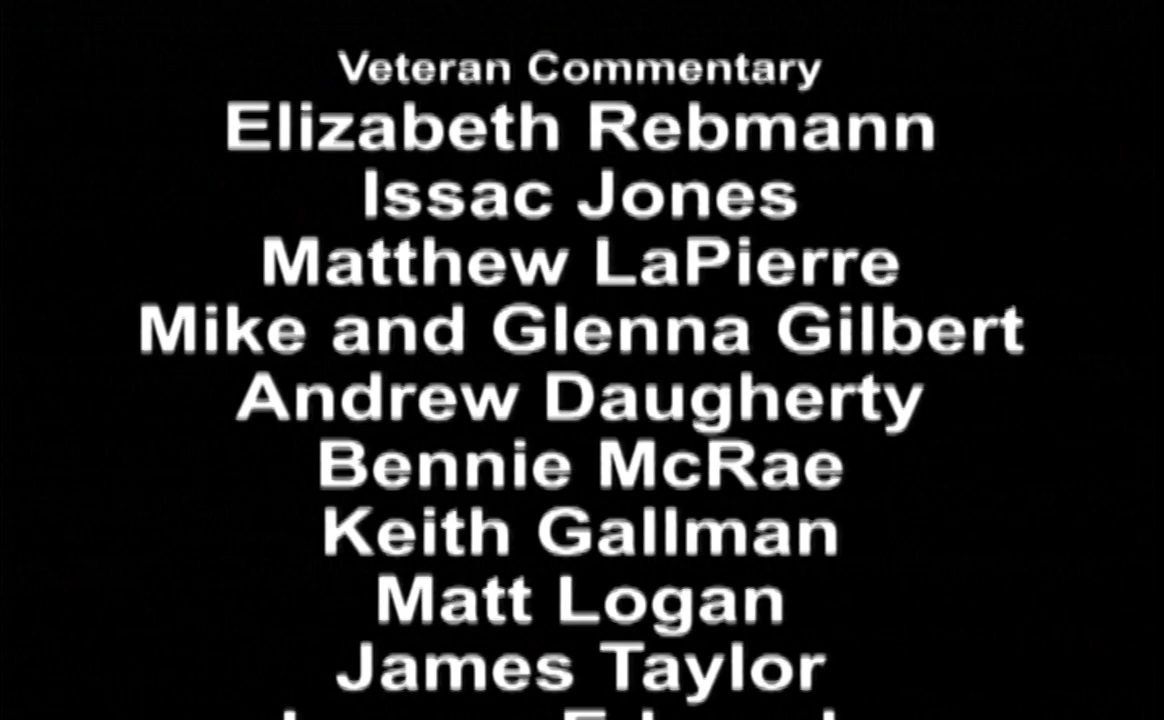 Veteran Commentary
Elizabeth Rebmann
Issac Jones
Matthew LaPierre
Mike and Glenna Gilbert
Andrew Daugherty
Bennie McRae
Keith Gallman
Matt Logan
James Taylor